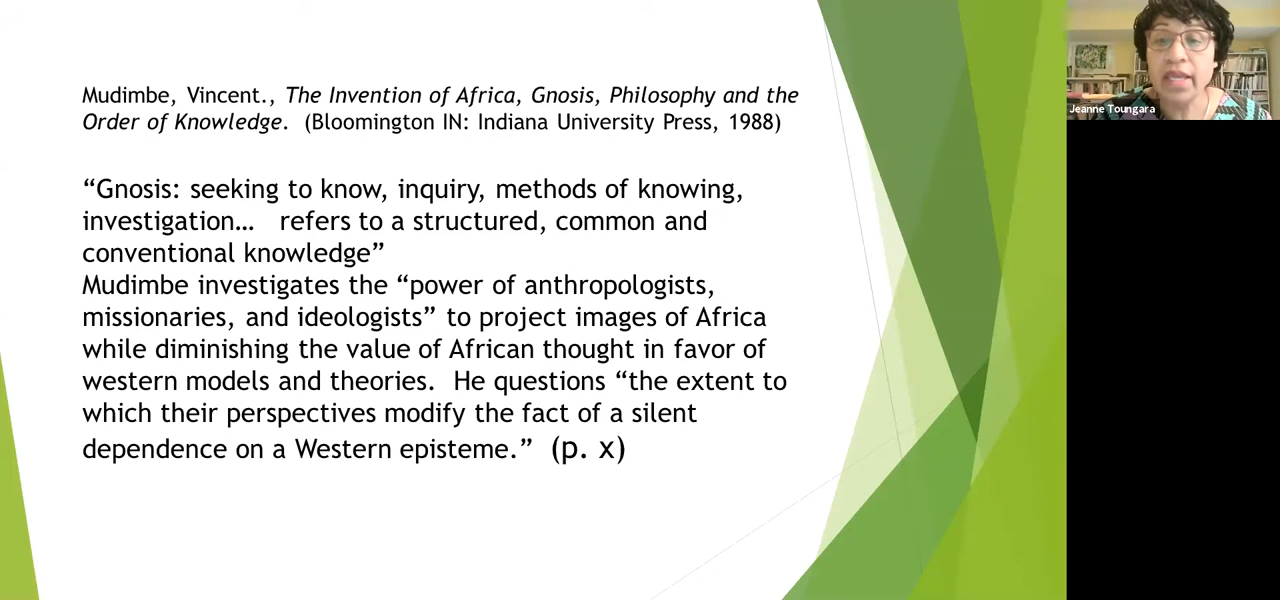 Mudimbe, Vincent., The Invention of Africa, Gnosis, Philosophy and the
Order of Knowledge. (Bloomington IN: Indiana University Press, 1988)
“Gnosis: seeking to know, inquiry, methods of knowing,
investigation… refers to a structured, common and
conventional knowledge”
Mudimbe investigates the “power of anthropologists,
missionaries, and ideologists” to project images of Africa
while diminishing the value of African thought in favor of
western models and theories. He questions “the extent to
which their perspectives modify the fact of a silent
dependence on a Western episteme.” (p. x)
Jeanne Toungara